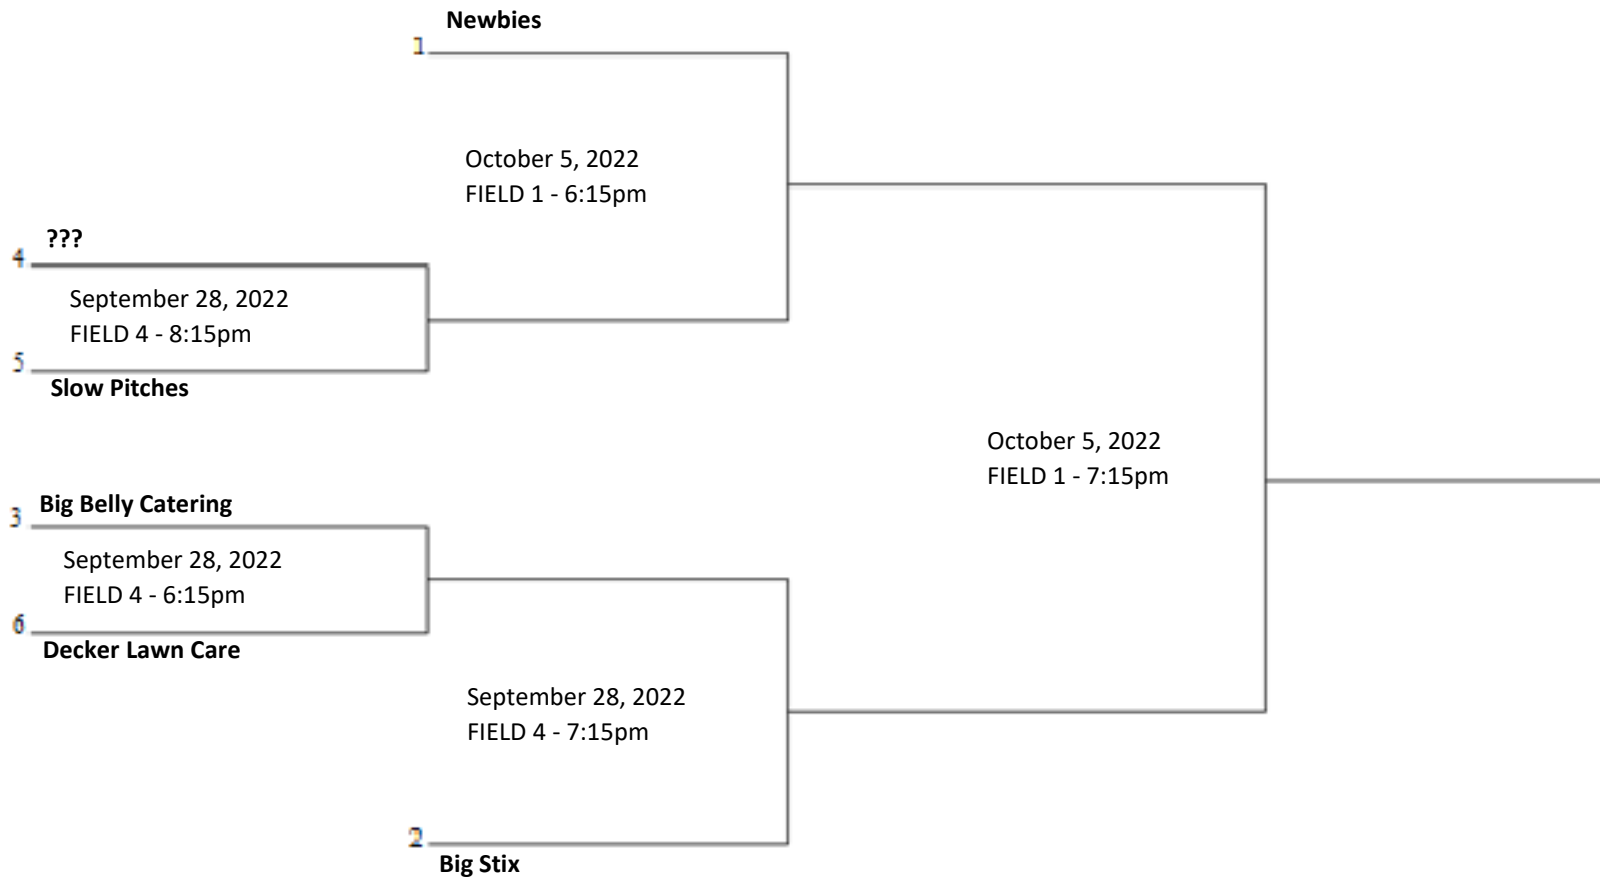 Newbies
1
October 5, 2022
FIELD 1 - 6:15pm
???
4
September 28, 2022
FIELD 4 - 8:15pm
5
Slow Pitches
October 5, 2022
FIELD 1 - 7:15pm
Big Belly Catering
3
September 28, 2022
FIELD 4 - 6:15pm
6
Decker Lawn Care
September 28, 2022
FIELD 4 - 7:15pm
2
Big Stix